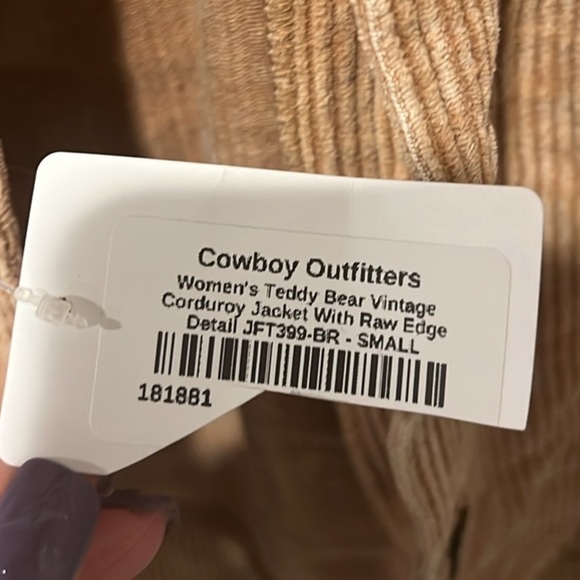 Cowboy Outfitters
Women's Teddy Bear Vintage
Corduroy Jacket With Raw Edge
Detail JFT399-BR - SMALL
181881